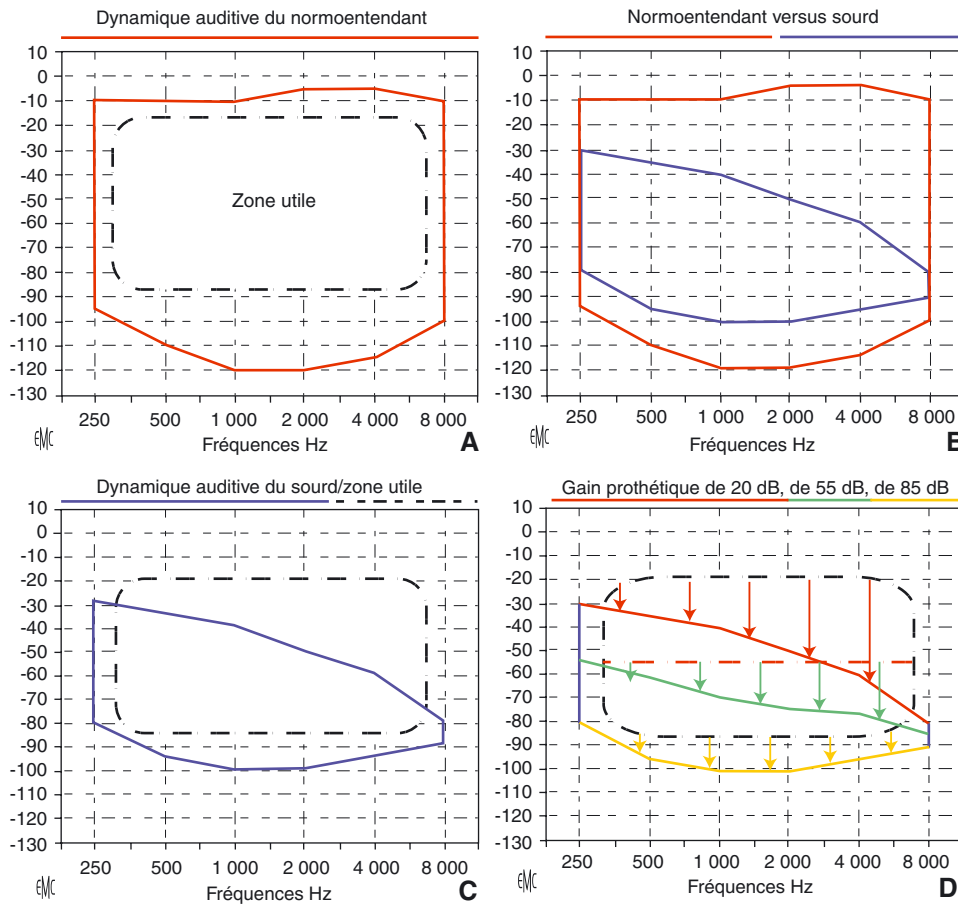 Dynamique auditive du normoentendant
10
0
-10
-20
-30
-40
-50
-60
-70
-80
-90
-100
-110
-120
-130
250 500 1 000 2 000 4 000 8 000
Fréquences Hz
EMC
A
Zone utile
Normoentendant versus sourd
10
0
-10
-20
-30
-40
-50
-60
-70
-80
-90
-100
-110
-120
-130
250 500 1 000 2 000 4 000 8 000
Fréquences Hz
EMC
B
Dynamique auditive du sourd/zone utile
10
0
-10
-20
-30
-40
-50
-60
-70
-80
-90
-100
-110
-120
-130
250 500 1 000 2 000 4 000 8 000
Fréquences Hz
EMC
C
Gain prothétique de 20 dB, de 55 dB, de 85 dB
10
0
-10
-20
-30
-40
-50
-60
-70
-80
-90
-100
-110
-120
-130
250 500 1 000 2 000 4 000 8 000
Fréquences Hz
EMC
D